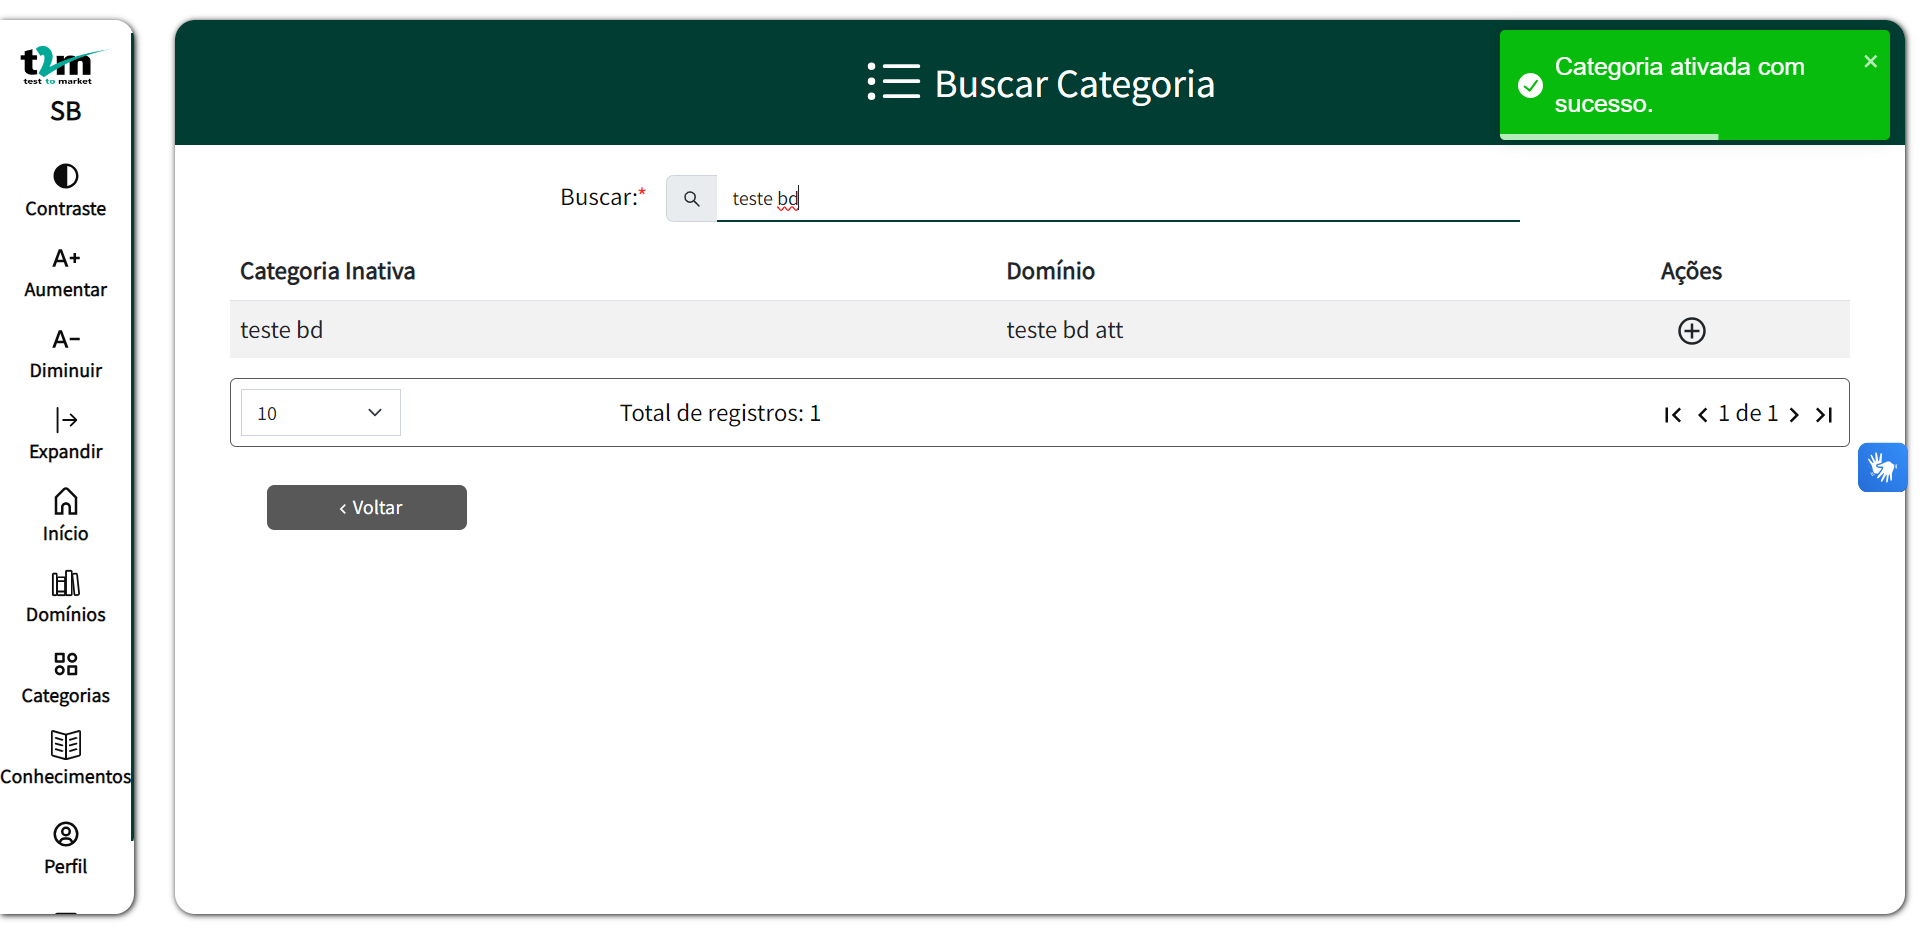 t2m
test to market
SB
Contraste
A+
Aumentar
A-
Diminuir
Expandir
Início
Domínios
Categorias
Conhecimentos
Perfil
Buscar Categoria
Categoria ativada com
sucesso.
Buscar:*
teste bd
Categoria Inativa Domínio Ações
teste bd teste bd att
10 Total de registros: 1 1 de 1
‹ Voltar